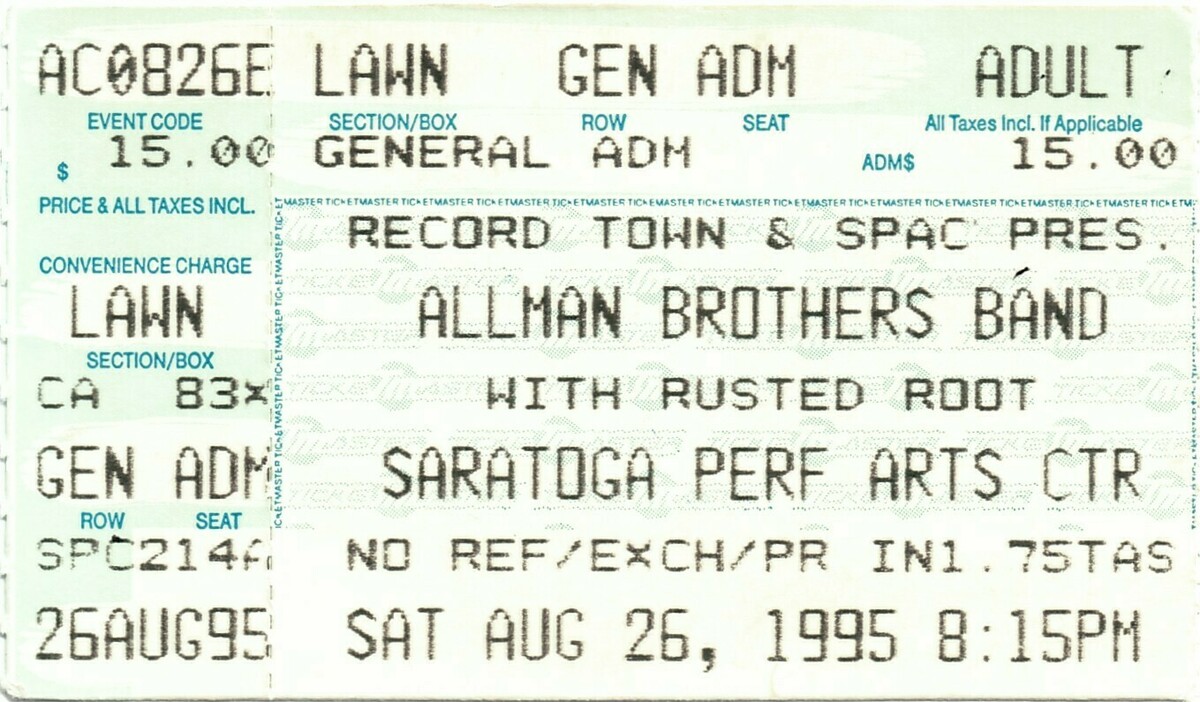 AC0826E LAWN GEN ADM ADULT
EVENT CODE SECTION/BOX ROW SEAT All Taxes Incl. If Applicable
$ 15.00 GENERAL ADM ADM$ 15.00
PRICE & ALL TAXES INCL.
RECORD TOWN & SPAC PRES.
CONVENIENCE CHARGE
LAWN ALLMAN BROTHERS BAND
SECTION/BOX
CA 83X WITH RUSTED ROOT
GEN ADM SARATOGA PERF ARTS CTR
ROW SEAT
SPC214A NO REF/EXCH/PR IN1.75TAS
26AUG95 SAT AUG 26, 1995 8:15PM